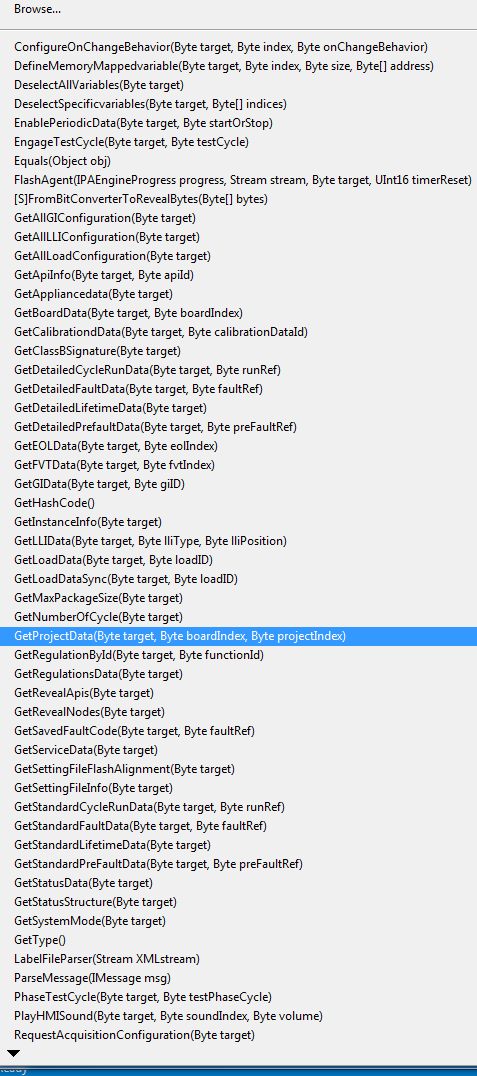 Browse...
ConfigureOnChangeBehavior(Byte target, Byte index, Byte onChangeBehavior)
DefineMemoryMappedvariable(Byte target, Byte index, Byte size, Byte[] address)
DeselectAllVariables(Byte target)
DeselectSpecificvariables(Byte target, Byte[] indices)
EnablePeriodicData(Byte target, Byte startOrStop)
EngageTestCycle(Byte target, Byte testCycle)
Equals(Object obj)
FlashAgent(IPAEngineProgress progress, Stream stream, Byte target, UInt16 timerReset)
[S]FromBitConverterToRevealBytes(Byte[] bytes)
GetAllGIConfiguration(Byte target)
GetAllLLIConfiguration(Byte target)
GetAllLoadConfiguration(Byte target)
GetApiInfo(Byte target, Byte apiId)
GetAppliancedata(Byte target)
GetBoardData(Byte target, Byte boardIndex)
GetCalibrationdData(Byte target, Byte calibrationDataId)
GetClassBSignature(Byte target)
GetDetailedCycleRunData(Byte target, Byte runRef)
GetDetailedFaultData(Byte target, Byte faultRef)
GetDetailedLifetimeData(Byte target)
GetDetailedPrefaultData(Byte target, Byte preFaultRef)
GetEOLData(Byte target, Byte eolIndex)
GetFVTData(Byte target, Byte fvtIndex)
GetGIData(Byte target, Byte giID)
GetHashCode()
GetInstanceInfo(Byte target)
GetLLIData(Byte target, Byte lliType, Byte lliPosition)
GetLoadData(Byte target, Byte loadID)
GetLoadDataSync(Byte target, Byte loadID)
GetMaxPackageSize(Byte target)
GetNumberOfCycle(Byte target)
GetProjectData(Byte target, Byte boardIndex, Byte projectIndex)
GetRegulationById(Byte target, Byte functionId)
GetRegulationsData(Byte target)
GetRevealApis(Byte target)
GetRevealNodes(Byte target)
GetSavedFaultCode(Byte target, Byte faultRef)
GetServiceData(Byte target)
GetSettingFileFlashAlignment(Byte target)
GetSettingFileInfo(Byte target)
GetStandardCycleRunData(Byte target, Byte runRef)
GetStandardFaultData(Byte target, Byte faultRef)
GetStandardLifetimeData(Byte target)
GetStandardPreFaultData(Byte target, Byte preFaultRef)
GetStatusData(Byte target)
GetStatusStructure(Byte target)
GetSystemMode(Byte target)
GetType()
LabelFileParser(Stream XMLstream)
ParseMessage(IMessage msg)
PhaseTestCycle(Byte target, Byte testPhaseCycle)
PlayHMISound(Byte target, Byte soundIndex, Byte volume)
RequestAcquisitionConfiguration(Byte target)